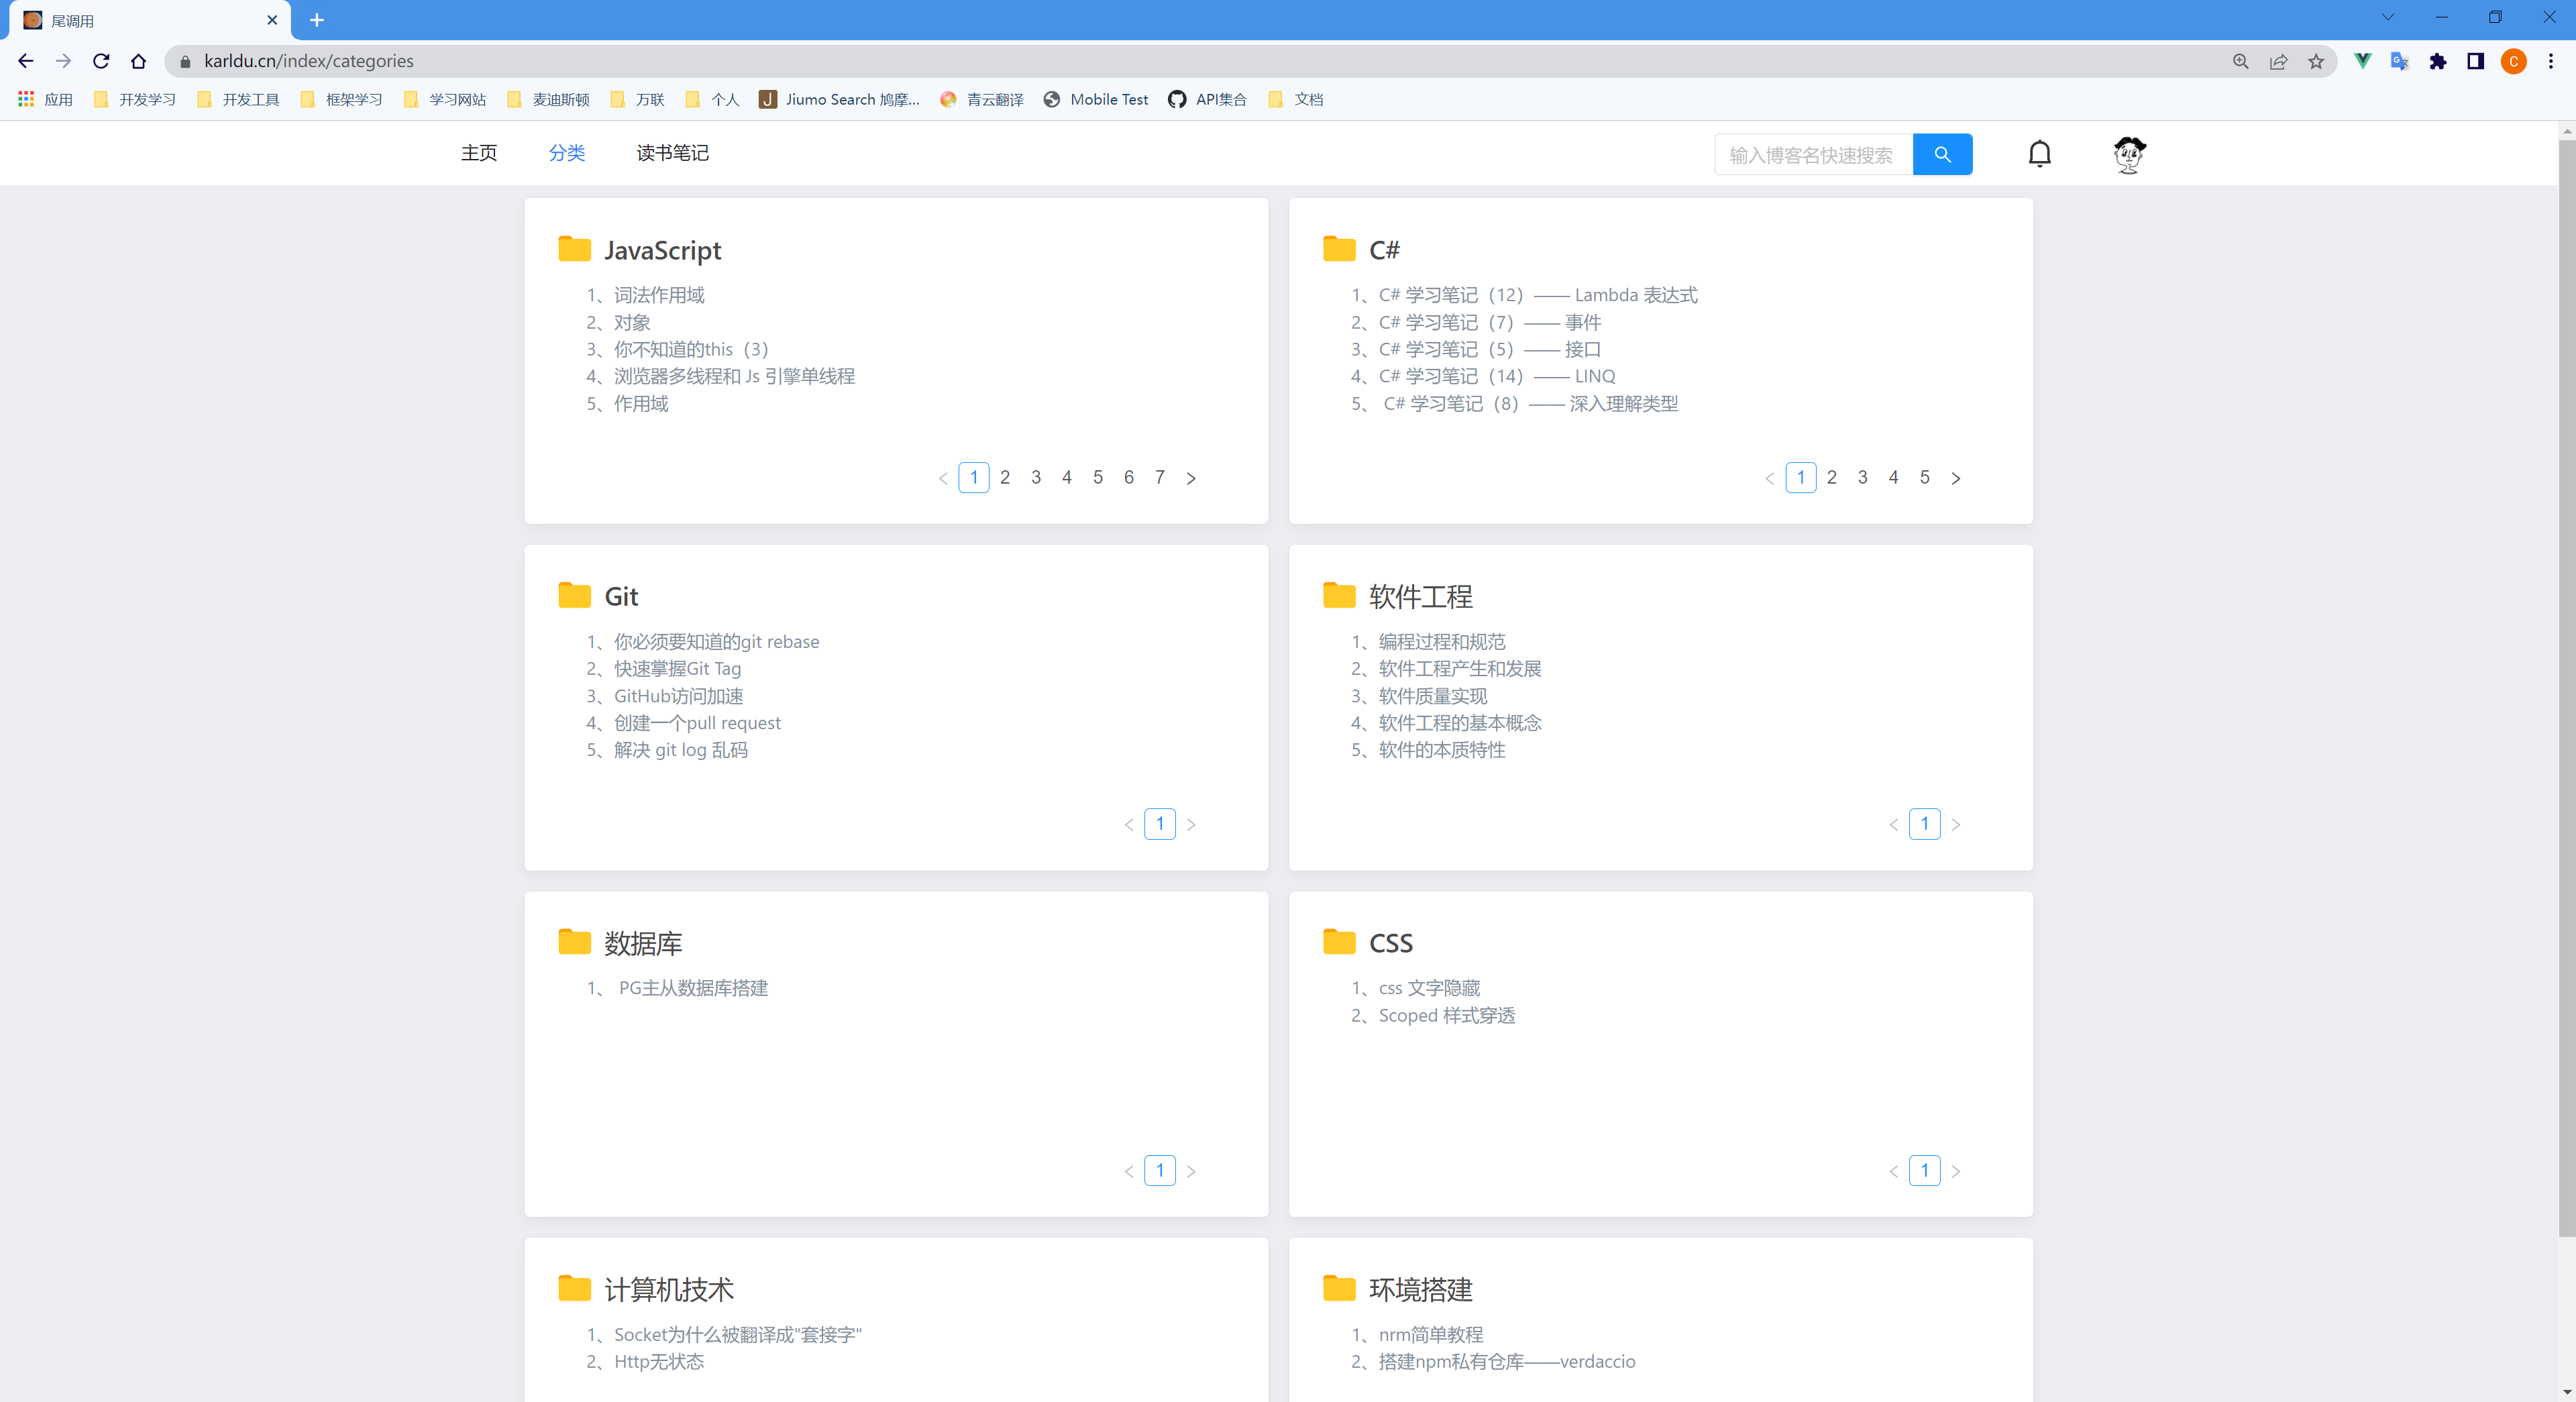 尾调用
karldu.cn/index/categories
C
应用 开发学习 开发工具 框架学习 学习网站 麦迪斯顿 万联 个人 J Jiumo Search 鸠摩... 青云翻译 Mobile Test API集合 文档
主页 分类 读书笔记 输入博客名快速搜索
JavaScript
1、词法作用域
2、对象
3、你不知道的this（3）
4、浏览器多线程和 Js 引擎单线程
5、作用域
< 1 2 3 4 5 6 7 >
C#
1、C# 学习笔记（12）—— Lambda 表达式
2、C# 学习笔记（7）—— 事件
3、C# 学习笔记（5）—— 接口
4、C# 学习笔记（14）—— LINQ
5、 C# 学习笔记（8）—— 深入理解类型
< 1 2 3 4 5 >
Git
1、你必须要知道的git rebase
2、快速掌握Git Tag
3、GitHub访问加速
4、创建一个pull request
5、解决 git log 乱码
< 1 >
软件工程
1、编程过程和规范
2、软件工程产生和发展
3、软件质量实现
4、软件工程的基本概念
5、软件的本质特性
< 1 >
数据库
1、 PG主从数据库搭建
< 1 >
CSS
1、css 文字隐藏
2、Scoped 样式穿透
< 1 >
计算机技术
1、Socket为什么被翻译成"套接字"
2、Http无状态
环境搭建
1、nrm简单教程
2、搭建npm私有仓库——verdaccio